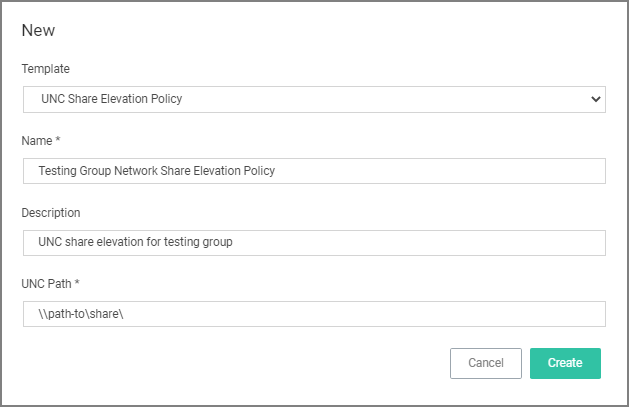 New
Template
UNC Share Elevation Policy
Name *
Testing Group Network Share Elevation Policy
Description
UNC share elevation for testing group
UNC Path *
\\path-to\share\
Cancel
Create